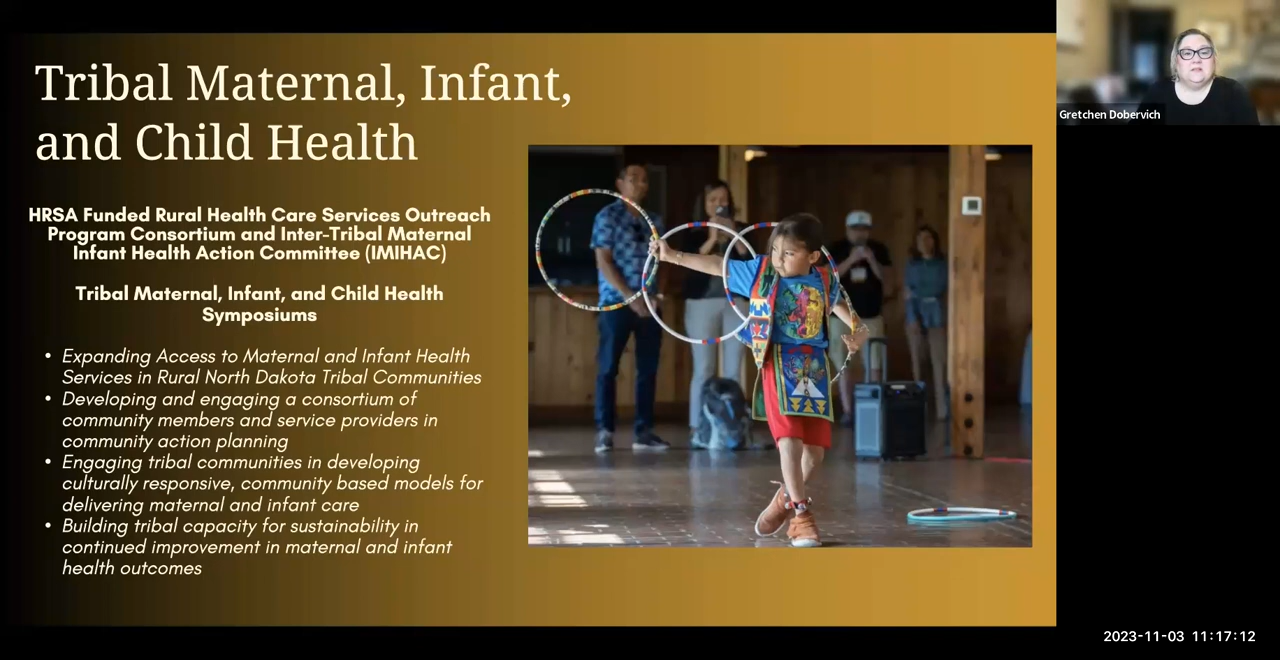 Tribal Maternal, Infant,
and Child Health
HRSA Funded Rural Health Care Services Outreach
Program Consortium and Inter-Tribal Maternal
Infant Health Action Committee (IMIHAC)
Tribal Maternal, Infant, and Child Health
Symposiums
• Expanding Access to Maternal and Infant Health
Services in Rural North Dakota Tribal Communities
• Developing and engaging a consortium of
community members and service providers in
community action planning
• Engaging tribal communities in developing
culturally responsive, community based models for
delivering maternal and infant care
• Building tribal capacity for sustainability in
continued improvement in maternal and infant
health outcomes
Gretchen Dobervich
2023-11-03 11:17:12